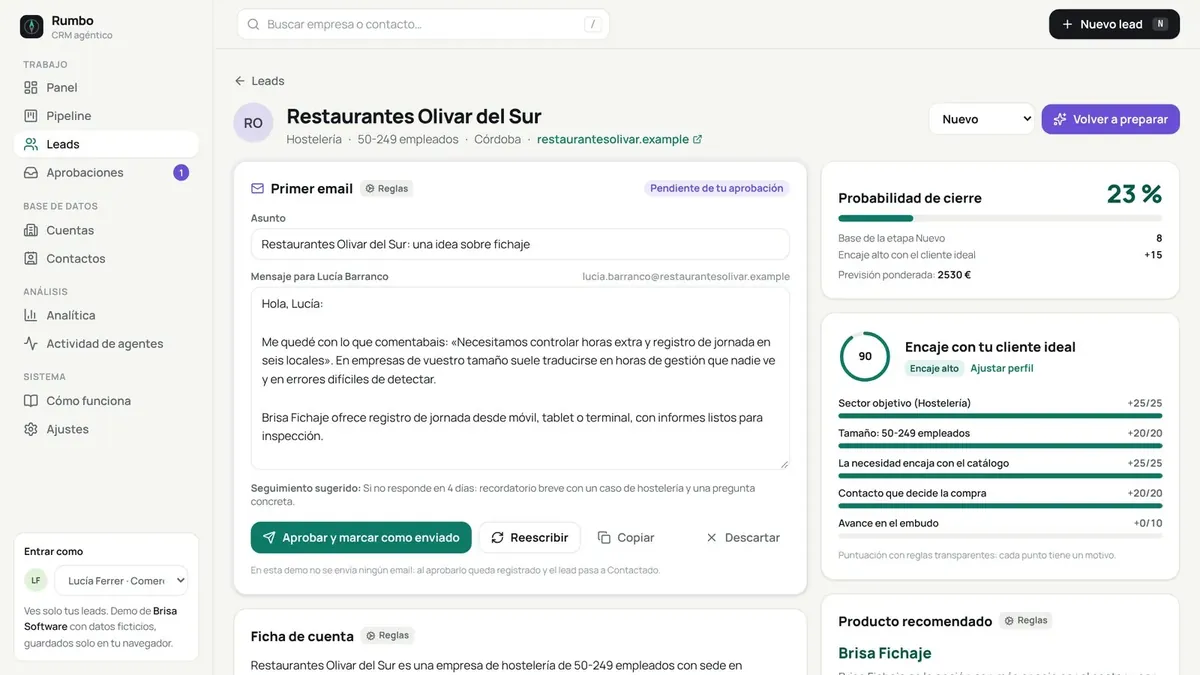 Rumbo
CRM agéntico
TRABAJO
Panel
Pipeline
Leads
Aprobaciones
1
BASE DE DATOS
Cuentas
Contactos
ANÁLISIS
Analítica
Actividad de agentes
SISTEMA
Cómo funciona
Ajustes
Entrar como
LF
Lucía Ferrer · Comer
Ves solo tus leads. Demo de Brisa
Software con datos ficticios,
guardados solo en tu navegador.
Buscar empresa o contacto...
/
Nuevo lead
N
Leads
RO
Restaurantes Olivar del Sur
Hostelería · 50-249 empleados · Córdoba · restaurantesolivar.example
Nuevo
Volver a preparar
Primer email
Reglas
Pendiente de tu aprobación
Asunto
Restaurantes Olivar del Sur: una idea sobre fichaje
Mensaje para Lucía Barranco
lucia.barranco@restaurantesolivar.example
Hola, Lucía:
Me quedé con lo que comentabais: «Necesitamos controlar horas extra y registro de jornada en
seis locales». En empresas de vuestro tamaño suele traducirse en horas de gestión que nadie ve
y en errores difíciles de detectar.
Brisa Fichaje ofrece registro de jornada desde móvil, tablet o terminal, con informes listos para
inspección.
Seguimiento sugerido: Si no responde en 4 días: recordatorio breve con un caso de hostelería y una pregunta
concreta.
Aprobar y marcar como enviado
Reescribir
Copiar
Descartar
En esta demo no se envía ningún email: al aprobarlo queda registrado y el lead pasa a Contactado.
Ficha de cuenta
Reglas
Restaurantes Olivar del Sur es una empresa de hostelería de 50-249 empleados con sede en
Probabilidad de cierre
23 %
Base de la etapa Nuevo
8
Encaje alto con el cliente ideal
+15
Previsión ponderada: 2530 €
90
Encaje con tu cliente ideal
Encaje alto
Ajustar perfil
Sector objetivo (Hostelería)
+25/25
Tamaño: 50-249 empleados
+20/20
La necesidad encaja con el catálogo
+25/25
Contacto que decide la compra
+20/20
Avance en el embudo
+0/10
Puntuación con reglas transparentes: cada punto tiene un motivo.
Producto recomendado
Reglas
Brisa Fichaje